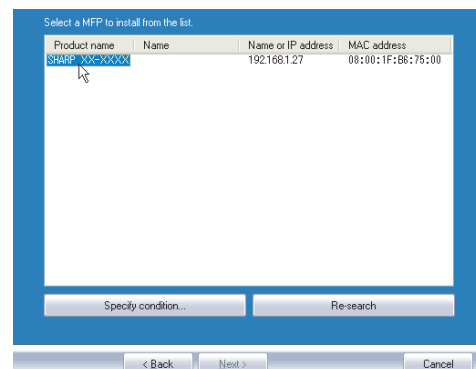 Select a MFP to install from the list.
Product name Name Name or IP address MAC address
SHARP XX-XXXX 192.168.1.27 08:00:1F:B6:75:00
Specify condition... Re-search
< Back Next > Cancel